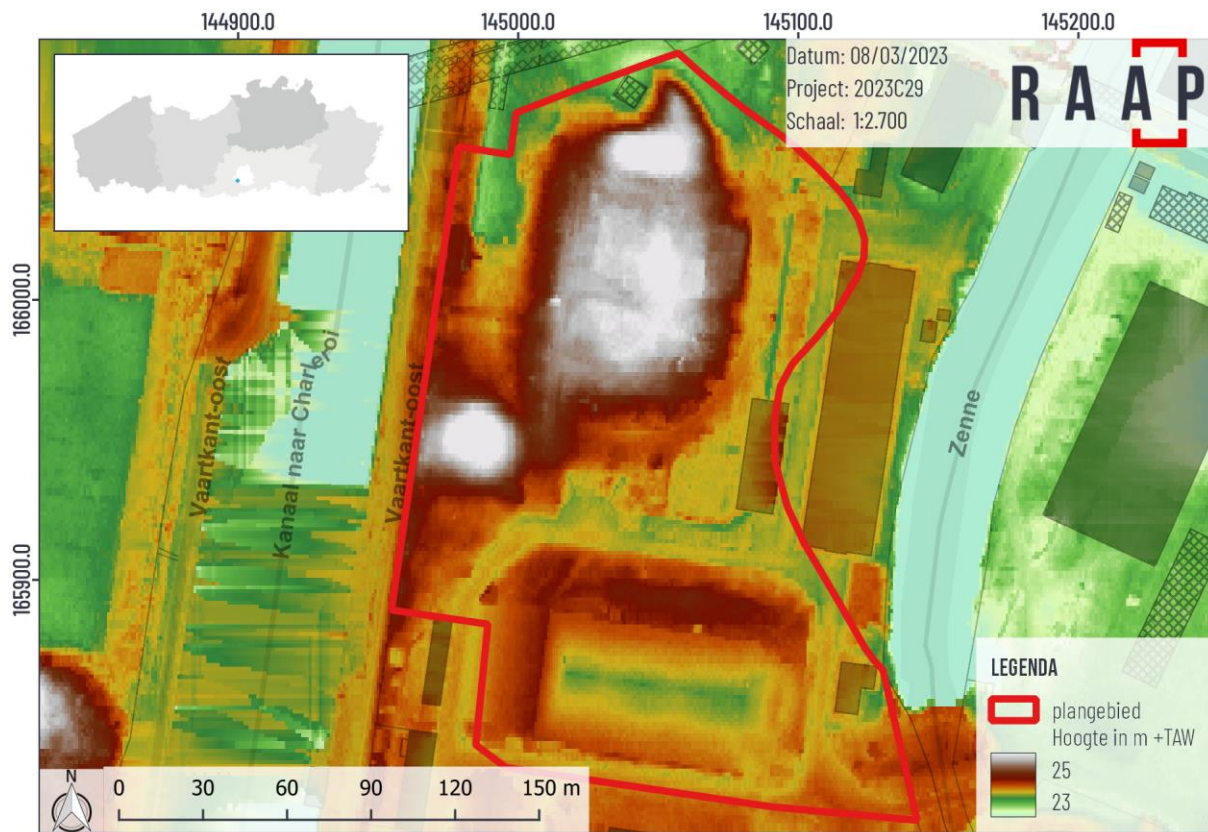 144900.0
145000.0
145100.0
145200.0
Datum: 08/03/2023
Project: 2023C29
Schaal: 1:2.700
RAAP
166000.0
165900.0
Vaartkant-oost
Kanaal naar Charleroi
Vaartkant-oost
Zenne
LEGENDA
plangebied
Hoogte in m +TAW
25
23
N
0 30 60 90 120 150 m